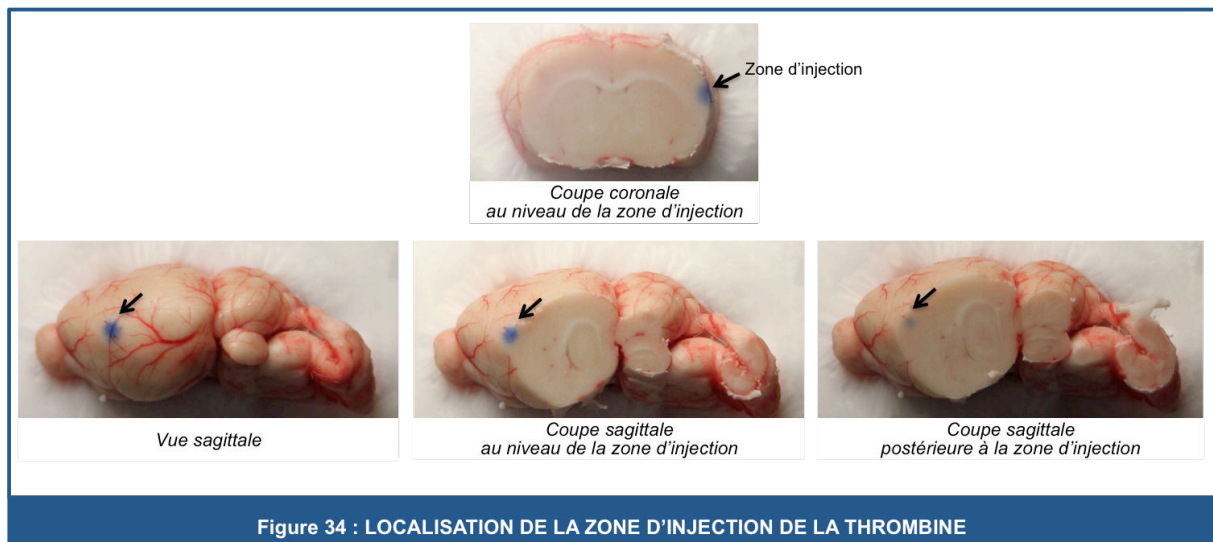 Zone d'injection
Coupe coronale
au niveau de la zone d'injection
Vue sagittale
Coupe sagittale
au niveau de la zone d'injection
Coupe sagittale
postérieure à la zone d'injection
Figure 34 : LOCALISATION DE LA ZONE D'INJECTION DE LA THROMBINE